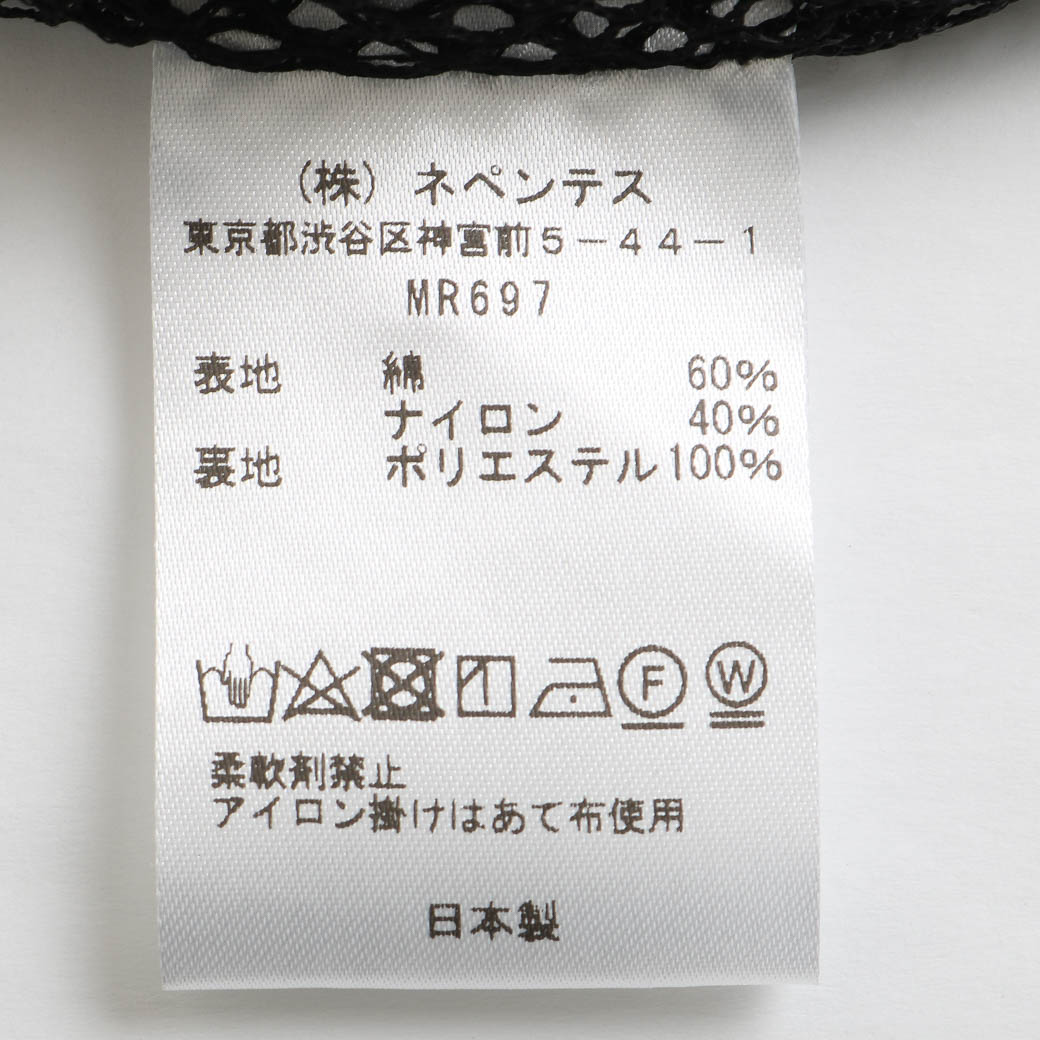 (株) ネペンテス
東京都渋谷区神宮前5-44-1
MR697
表地 綿 60%
ナイロン 40%
裏地 ポリエステル100%
F W
柔軟剤禁止
アイロン掛けはあて布使用
日本製